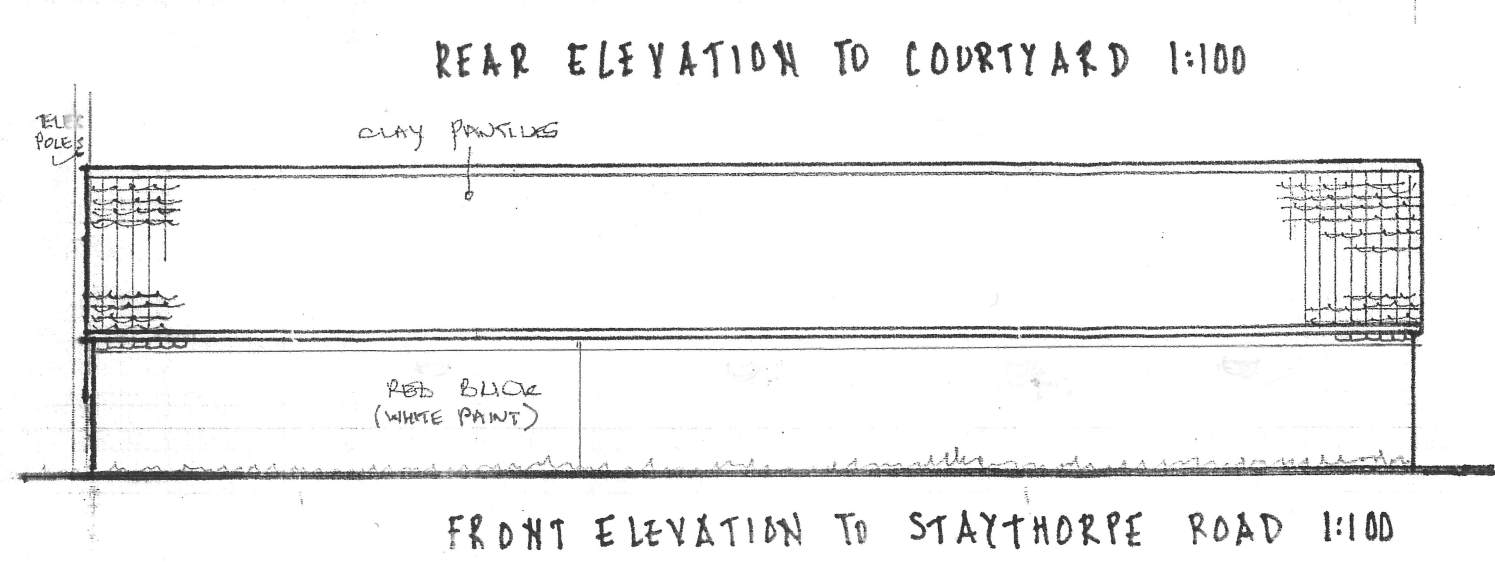 REAR ELEVATION TO COURTYARD 1:100
TELE
POLES
CLAY PANTILES
RED BRICK
(WHITE PAINT)
FRONT ELEVATION TO STAYTHORPE ROAD 1:100